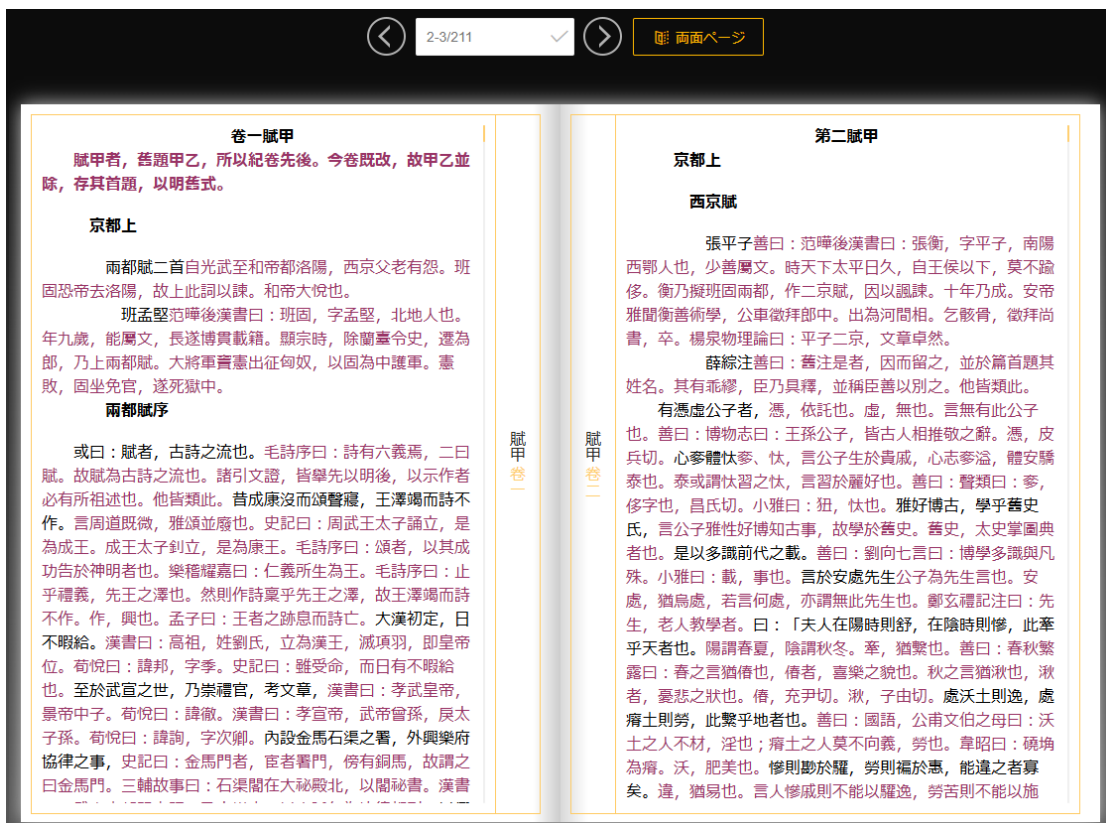 2-3/211
両面ページ
卷一賦甲
賦甲者，舊題甲乙，所以紀卷先後。今卷既改，故甲乙並
除，存其首題，以明舊式。
京都上
兩都賦二首自光武至和帝都洛陽，西京父老有怨。班
固恐帝去洛陽，故上此詞以諫。和帝大悅也。
班孟堅范曄後漢書曰：班固，字孟堅，北地人也。
年九歲，能屬文，長遂博貫載籍。顯宗時，除蘭臺令史，遷為
郎，乃上兩都賦。大將軍竇憲出征匈奴，以固為中護軍。憲
敗，固坐免官，遂死獄中。
兩都賦序
或曰：賦者，古詩之流也。毛詩序曰：詩有六義焉，二曰
賦。故賦為古詩之流也。諸引文證，皆舉先以明後，以示作者
必有所祖述也。他皆類此。昔成康沒而頌聲寢，王澤竭而詩不
作。言周道既微，雅頌並廢也。史記曰：周武王太子誦立，是
為成王。成王太子釗立，是為康王。毛詩序曰：頌者，以其成
功告於神明者也。樂稽耀嘉曰：仁義所生為王。毛詩序曰：止
乎禮義，先王之澤也。然則作詩稟乎先王之澤，故王澤竭而詩
不作。作，興也。孟子曰：王者之跡息而詩亡。大漢初定，日
不暇給。漢書曰：高祖，姓劉氏，立為漢王，滅項羽，即皇帝
位。荀悅曰：諱邦，字季。史記曰：雖受命，而日有不暇給
也。至於武宣之世，乃崇禮官，考文章，漢書曰：孝武皇帝，
景帝中子。荀悅曰：諱徹。漢書曰：孝宣帝，武帝曾孫，戾太
子孫。荀悅曰：諱詢，字次卿。內設金馬石渠之署，外興樂府
協律之事，史記曰：金馬門者，宦者署門，傍有銅馬，故謂之
曰金馬門。三輔故事曰：石渠閣在大祕殿北，以閣祕書。漢書
賦甲 卷一
賦甲 卷二
第二賦甲
京都上
西京賦
張平子善曰：范曄後漢書曰：張衡，字平子，南陽
西鄂人也，少善屬文。時天下太平日久，自王侯以下，莫不踰
侈。衡乃擬班固兩都，作二京賦，因以諷諫。十年乃成。安帝
雅聞衡善術學，公車徵拜郎中。出為河間相。乞骸骨，徵拜尚
書，卒。楊泉物理論曰：平子二京，文章卓然。
薛綜注善曰：舊注是者，因而留之，並於篇首題其
姓名。其有乖繆，臣乃具釋，並稱臣善以別之。他皆類此。
有憑虛公子者，憑，依託也。虛，無也。言無有此公子
也。善曰：博物志曰：王孫公子，皆古人相推敬之辭。憑，皮
兵切。心奓體忲奓、忲，言公子生於貴戚，心志奓溢，體安驕
泰也。泰或謂忲習之忲，言習於麗好也。善曰：聲類曰：奓，
侈字也，昌氏切。小雅曰：狃，忲也。雅好博古，學乎舊史
氏，言公子雅性好博知古事，故學於舊史。舊史，太史掌圖典
者也。是以多識前代之載。善曰：劉向七言曰：博學多識與凡
殊。小雅曰：載，事也。言於安處先生公子為先生言也。安
處，猶烏處，若言何處，亦謂無此先生也。鄭玄禮記注曰：先
生，老人教學者。曰：「夫人在陽時則舒，在陰時則慘，此牽
乎天者也。陽謂春夏，陰謂秋冬。牽，猶繫也。善曰：春秋繁
露曰：春之言猶偆也，偆者，喜樂之貌也。秋之言猶湫也，湫
者，憂悲之狀也。偆，充尹切。湫，子由切。處沃土則逸，處
瘠土則勞，此繫乎地者也。善曰：國語，公甫文伯之母曰：沃
土之人不材，淫也；瘠土之人莫不向義，勞也。韋昭曰：磽埆
為瘠。沃，肥美也。慘則尠於驩，勞則褊於惠，能違之者寡
矣。違，猶易也。言人慘戚則不能以驩逸，勞苦則不能以施